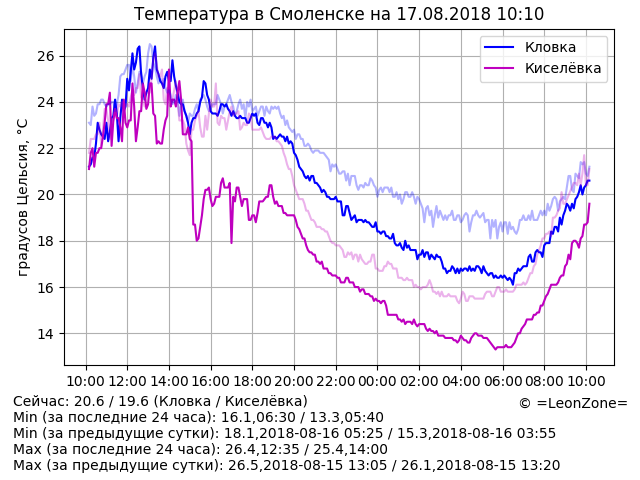 Температура в Смоленске на 17.08.2018 10:10
Кловка
Киселёвка
градусов Цельсия, °C
26
24
22
20
18
16
14
10:00 12:00 14:00 16:00 18:00 20:00 22:00 00:00 02:00 04:00 06:00 08:00 10:00
Сейчас: 20.6 / 19.6 (Кловка / Киселёвка)
© =LeonZone=
Min (за последние 24 часа): 16.1,06:30 / 13.3,05:40
Min (за предыдущие сутки): 18.1,2018-08-16 05:25 / 15.3,2018-08-16 03:55
Max (за последние 24 часа): 26.4,12:35 / 25.4,14:00
Max (за предыдущие сутки): 26.5,2018-08-15 13:05 / 26.1,2018-08-15 13:20